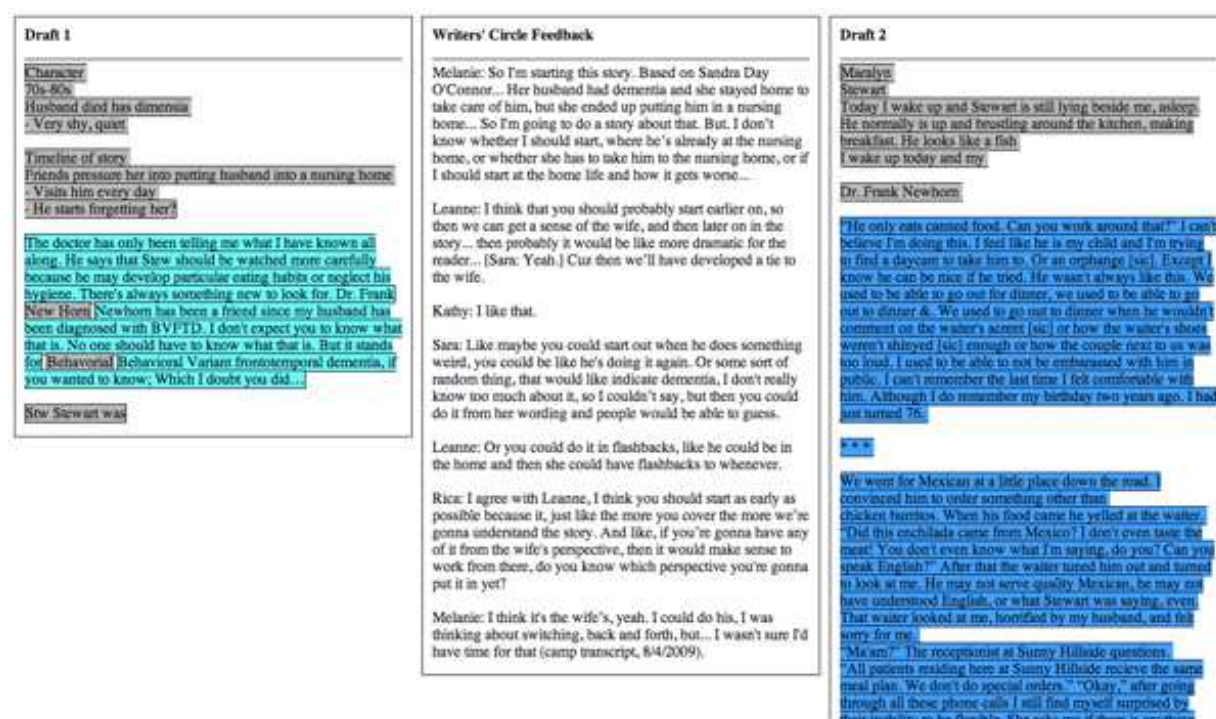 Draft 1
Character
70s-80s
Husband died has dimensia
- Very shy, quiet
Timeline of story
Friends pressure her into putting husband into a nursing home
- Visits him every day
- He starts forgetting her?
The doctor has only been telling me what I have known all
along. He says that Stew should be watched more carefully
because he may develop particular eating habits or neglect his
hygiene. There's always something new to look for. Dr. Frank
New Horn Newhorn has been a friend since my husband has
been diagnosed with BVFTD. I don't expect you to know what
that is. No one should have to know what that is. But it stands
for Behavorial Behavioral Variant frontotemporal dementia, if
you wanted to know; Which I doubt you did...
Stw Stewart was
Writers' Circle Feedback
Melanie: So I'm starting this story. Based on Sandra Day
O'Connor... Her husband had dementia and she stayed home to
take care of him, but she ended up putting him in a nursing
home... So I'm going to do a story about that. But. I don't
know whether I should start, where he's already at the nursing
home, or whether she has to take him to the nursing home, or if
I should start at the home life and how it gets worse...
Leanne: I think that you should probably start earlier on, so
then we can get a sense of the wife, and then later on in the
story... then probably it would be like more dramatic for the
reader... [Sara: Yeah.] Cuz then we'll have developed a tie to
the wife.
Kathy: I like that.
Sara: Like maybe you could start out when he does something
weird, you could be like he's doing it again. Or some sort of
random thing, that would like indicate dementia, I don't really
know too much about it, so I couldn't say, but then you could
do it from her wording and people would be able to guess.
Leanne: Or you could do it in flashbacks, like he could be in
the home and then she could have flashbacks to whenever.
Rica: I agree with Leanne, I think you should start as early as
possible because it, just like the more you cover the more we're
gonna understand the story. And like, if you're gonna have any
of it from the wife's perspective, then it would make sense to
work from there, do you know which perspective you're gonna
put it in yet?
Melanie: I think it's the wife's, yeah. I could do his, I was
thinking about switching, back and forth, but... I wasn't sure I'd
have time for that (camp transcript, 8/4/2009).
Draft 2
Maralyn
Stewart
Today I wake up and Stewart is still lying beside me, asleep.
He normally is up and brustling around the kitchen, making
breakfast. He looks like a fish
I wake up today and my
Dr. Frank Newhorn
"He only eats canned food. Can you work around that?" I can't
believe I'm doing this. I feel like he is my child and I'm trying
to find a daycare to take him to. Or an orphange [sic]. Except I
know he can be nice if he tried. He wasn't always like this. We
used to be able to go out for dinner, we used to be able to go
out to dinner &. We used to go out to dinner when he wouldn't
comment on the waiter's acrent [sic] or how the waiter's shoes
weren't shinyed [sic] enough or how the couple next to us was
too loud. I used to be able to not be embarassed with him in
public. I can't remember the last time I felt comfortable with
him. Although I do remember my birthday two years ago. I had
just turned 76.
* * *
We went for Mexican at a little place down the road. I
convinced him to order something other than
chicken burritos. When his food came he yelled at the waiter.
"Did this enchilada came from Mexico? I don't even taste the
meat! You don't even know what I'm saying, do you? Can you
speak English?" After that the waiter tuned him out and turned
to look at me. He may not serve quality Mexican, he may not
have understood English, or what Stewart was saying, even.
That waiter looked at me, horrified by my husband, and felt
sorry for me.
"Ma'am?" The receptionist at Sunny Hillside questions.
"All patients residing here at Sunny Hillside recieve the same
meal plan. We don't do special orders." "Okay," after going
through all these phone calls I still find myself surprised by